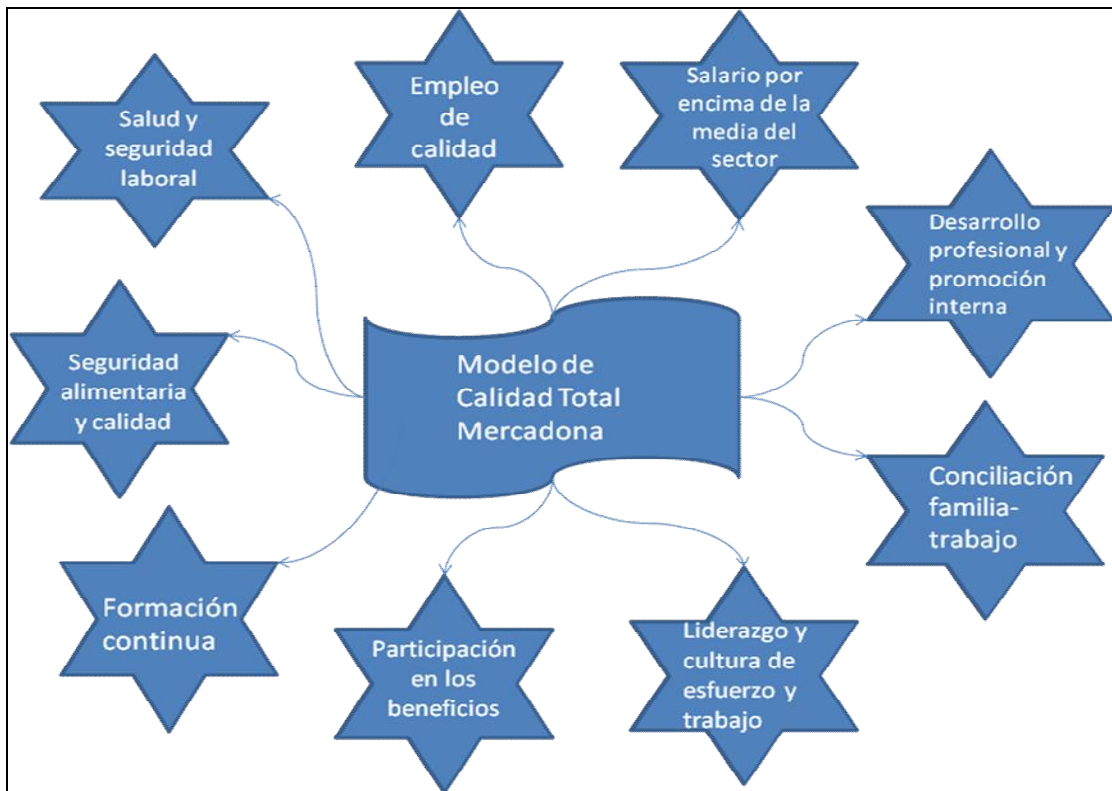 Empleo
de
calidad
Salario por
encima de la
media del
sector
Salud y
seguridad
laboral
Desarrollo
profesional y
promoción
interna
Seguridad
alimentaria
y calidad
Modelo de
Calidad Total
Mercadona
Conciliación
familia-
trabajo
Formación
continua
Participación
en los
beneficios
Liderazgo y
cultura de
esfuerzo y
trabajo